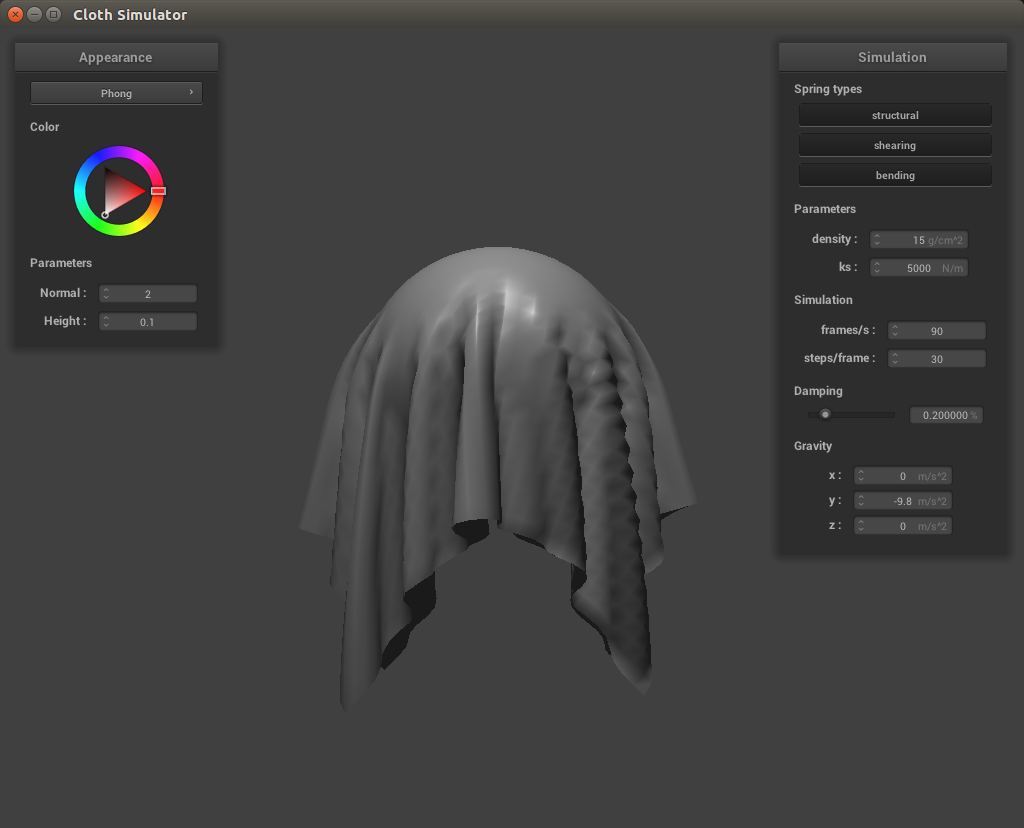 Cloth Simulator
Appearance
Phong
Color
Parameters
Normal : 2
Height : 0.1
Simulation
Spring types
structural
shearing
bending
Parameters
density : 15 g/cm^2
ks : 5000 N/m
Simulation
frames/s : 90
steps/frame : 30
Damping
0.200000 %
Gravity
x : 0 m/s^2
y : -9.8 m/s^2
z : 0 m/s^2